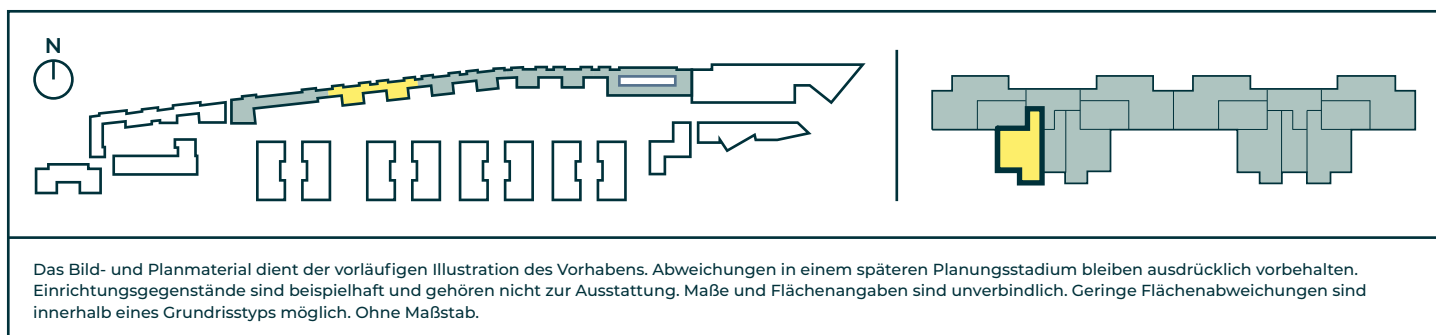 N
Das Bild- und Planmaterial dient der vorläufigen Illustration des Vorhabens. Abweichungen in einem späteren Planungsstadium bleiben ausdrücklich vorbehalten.
Einrichtungsgegenstände sind beispielhaft und gehören nicht zur Ausstattung. Maße und Flächenangaben sind unverbindlich. Geringe Flächenabweichungen sind
innerhalb eines Grundrisstyps möglich. Ohne Maßstab.